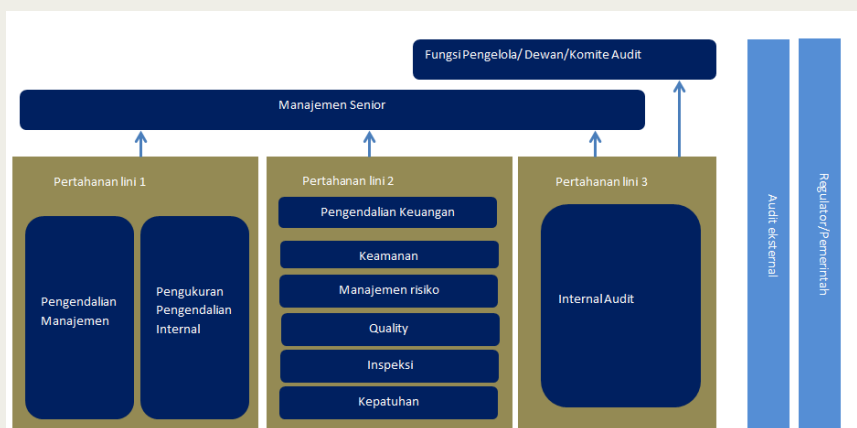 Fungsi Pengelola/ Dewan/Komite Audit
Manajemen Senior
Pertahanan lini 1
Pengendalian
Manajemen
Pengukuran
Pengendalian
Internal
Pertahanan lini 2
Pengendalian Keuangan
Keamanan
Manajemen risiko
Quality
Inspeksi
Kepatuhan
Pertahanan lini 3
Internal Audit
Audit eksternal
Regulator/Pemerintah